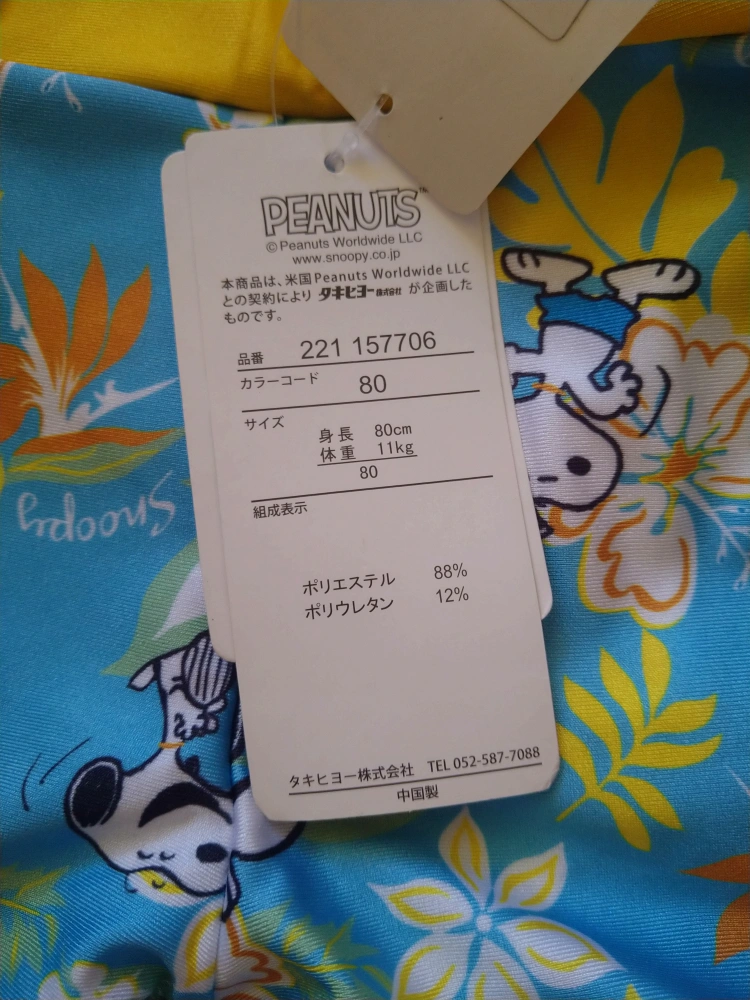 PEANUTS™
© Peanuts Worldwide LLC
www.snoopy.co.jp
本商品は、米国Peanuts Worldwide LLC
との契約により タキヒヨー株式会社 が企画した
ものです。
品番 221 157706
カラーコード 80
サイズ
身長 80cm
体重 11kg
80
組成表示
ポリエステル 88%
ポリウレタン 12%
タキヒヨー株式会社 TEL 052-587-7088
中国製
Snoopy